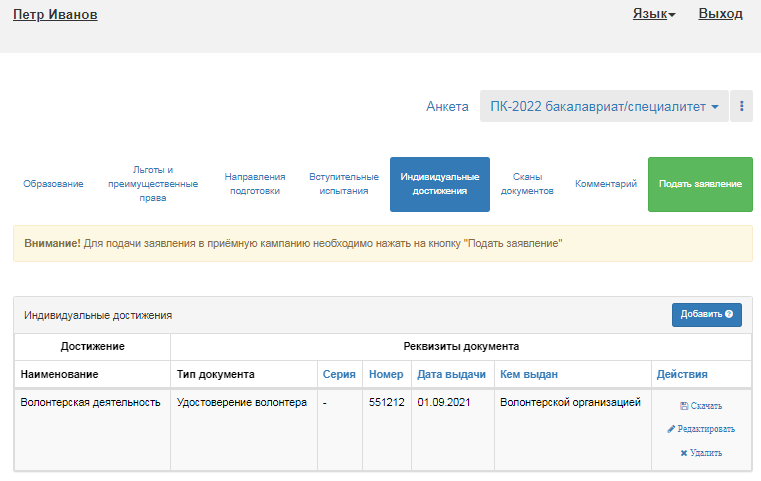 Петр Иванов Язык Выход
Анкета ПК-2022 бакалавриат/специалитет
Образование
Льготы и
преимущественные
права
Направления
подготовки
Вступительные
испытания
Индивидуальные
достижения
Сканы
документов
Комментарий
Подать заявление
Внимание! Для подачи заявления в приёмную кампанию необходимо нажать на кнопку "Подать заявление"
Индивидуальные достижения Добавить
Достижение Реквизиты документа
Наименование Тип документа Серия Номер Дата выдачи Кем выдан Действия
Волонтерская деятельность Удостоверение волонтера - 551212 01.09.2021 Волонтерской организацией Скачать
Редактировать
Удалить